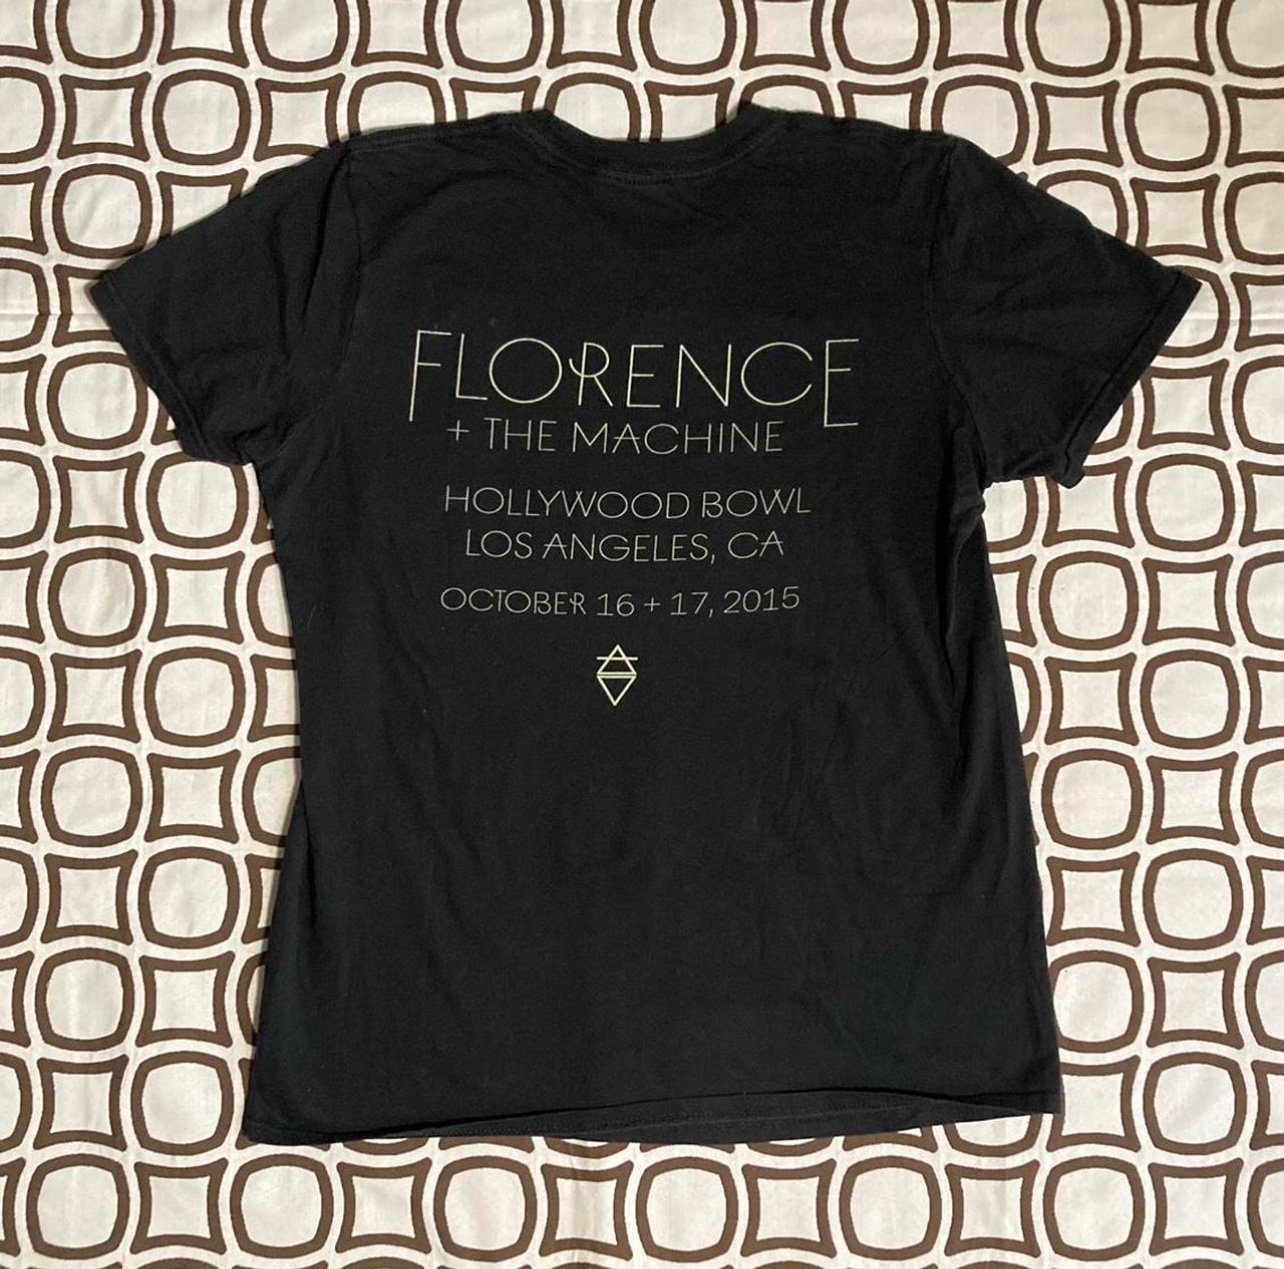 FLORENCE
+ THE MACHINE
HOLLYWOOD BOWL
LOS ANGELES, CA
OCTOBER 16 + 17, 2015